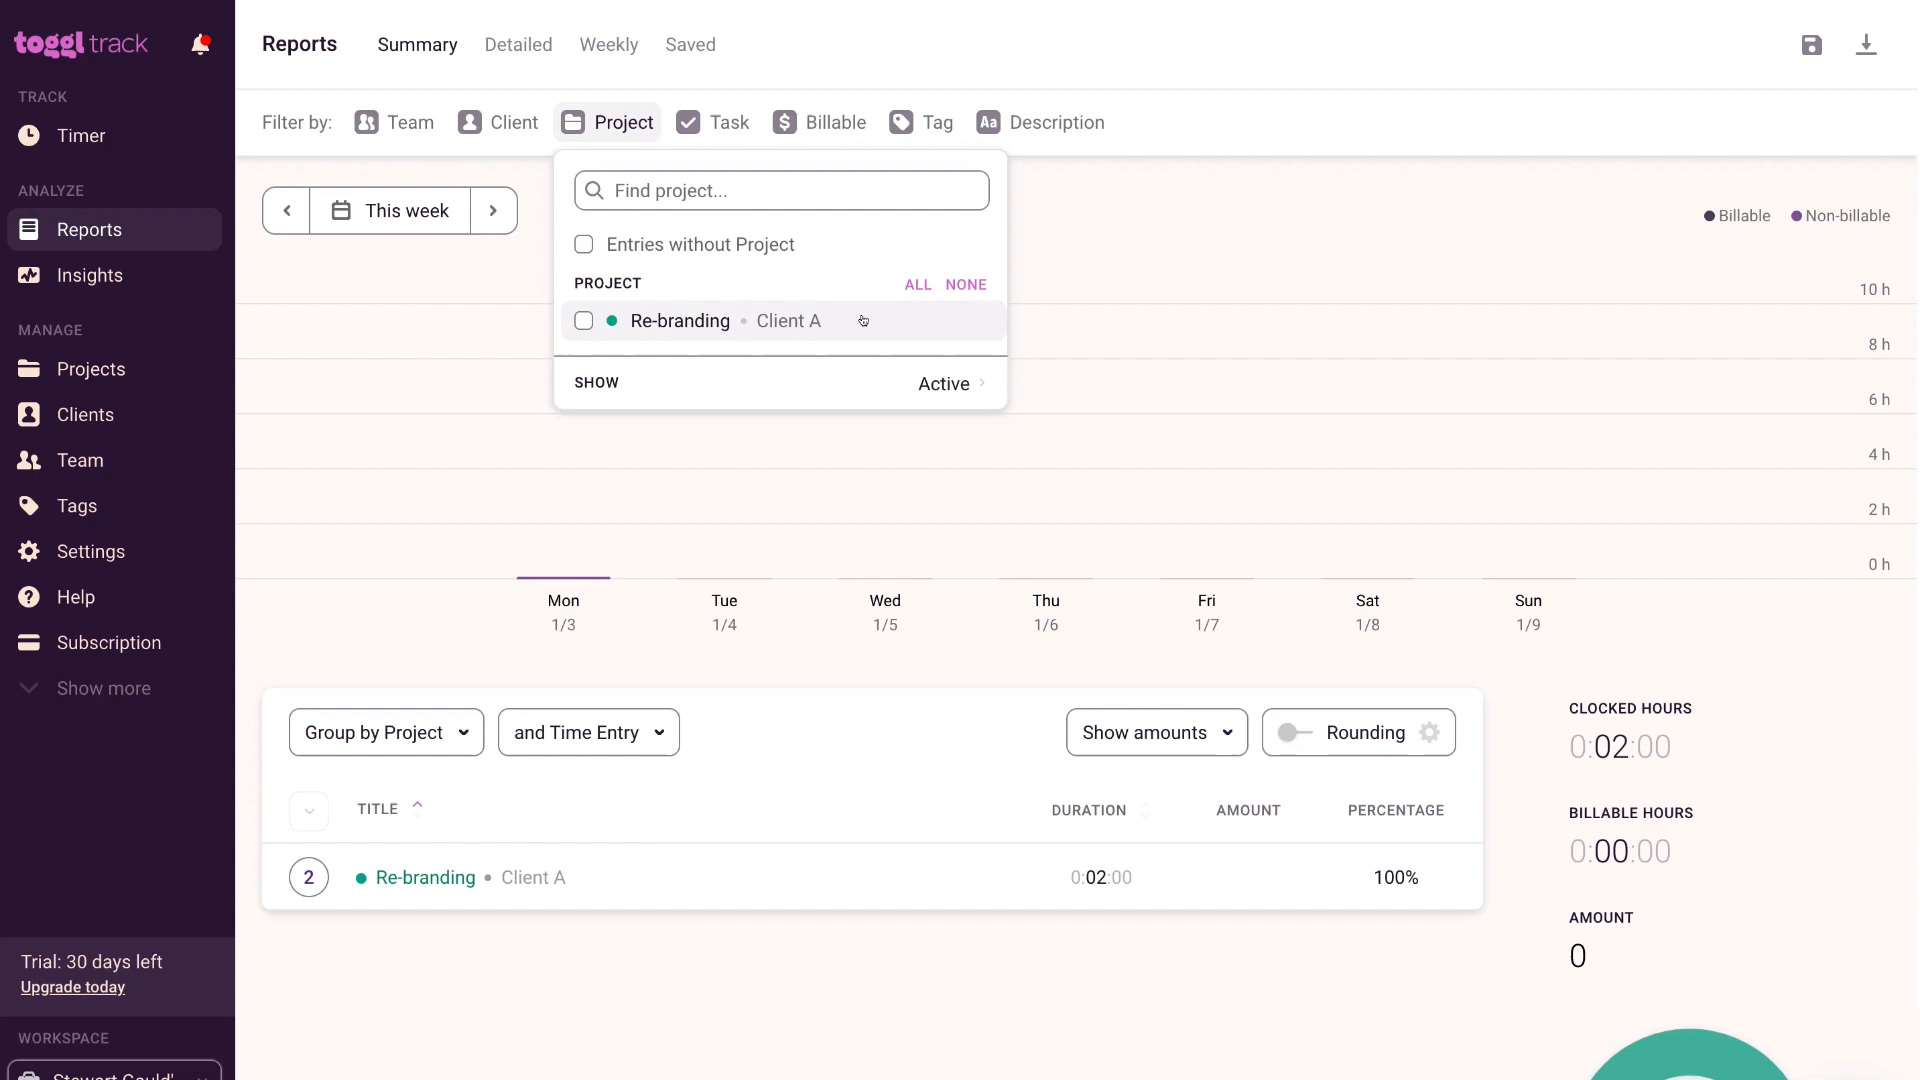 toggl track
TRACK
Timer
ANALYZE
Reports
Insights
MANAGE
Projects
Clients
Team
Tags
Settings
Help
Subscription
Show more
Trial: 30 days left
Upgrade today
WORKSPACE
Stewart Gauld'
Reports Summary Detailed Weekly Saved
Filter by: Team Client Project Task $ Billable Tag Aa Description
This week
Find project...
Entries without Project
PROJECT ALL NONE
Re-branding • Client A
SHOW Active
Billable Non-billable
10 h
8 h
6 h
4 h
2 h
0 h
Mon Tue Wed Thu Fri Sat Sun
1/3 1/4 1/5 1/6 1/7 1/8 1/9
Group by Project and Time Entry Show amounts Rounding
TITLE DURATION AMOUNT PERCENTAGE
2 Re-branding • Client A 0:02:00 100%
CLOCKED HOURS
0:02:00
BILLABLE HOURS
0:00:00
AMOUNT
0